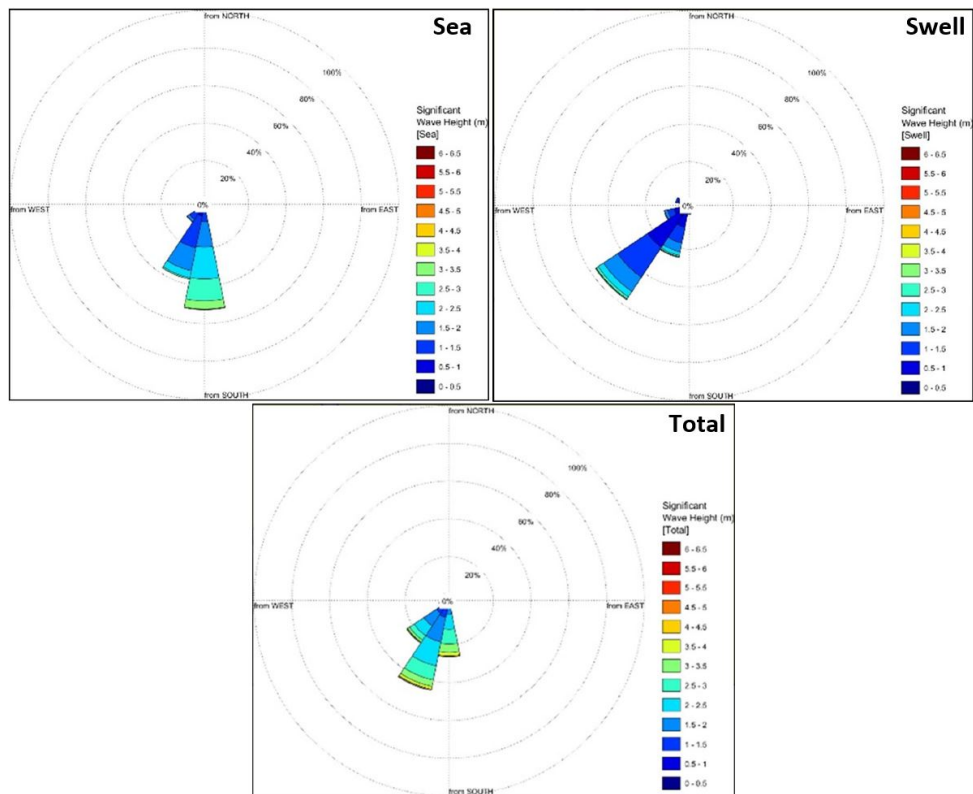 Sea
from NORTH
100%
80%
60%
40%
20%
0%
from WEST
from EAST
from SOUTH
Significant
Wave Height (m)
[Sea]
6 - 6.5
5.5 - 6
5 - 5.5
4.5 - 5
4 - 4.5
3.5 - 4
3 - 3.5
2.5 - 3
2 - 2.5
1.5 - 2
1 - 1.5
0.5 - 1
0 - 0.5
Swell
from NORTH
100%
80%
60%
40%
20%
0%
from WEST
from EAST
from SOUTH
Significant
Wave Height (m)
[Swell]
6 - 6.5
5.5 - 6
5 - 5.5
4.5 - 5
4 - 4.5
3.5 - 4
3 - 3.5
2.5 - 3
2 - 2.5
1.5 - 2
1 - 1.5
0.5 - 1
0 - 0.5
Total
from NORTH
100%
80%
60%
40%
20%
0%
from WEST
from EAST
from SOUTH
Significant
Wave Height (m)
[Total]
6 - 6.5
5.5 - 6
5 - 5.5
4.5 - 5
4 - 4.5
3.5 - 4
3 - 3.5
2.5 - 3
2 - 2.5
1.5 - 2
1 - 1.5
0.5 - 1
0 - 0.5